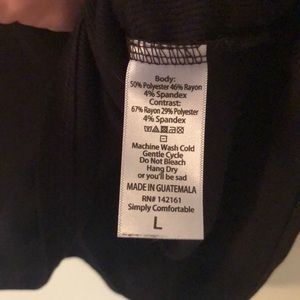 Body:
50% Polyester 46% Rayon
4% Spandex
Contrast:
67% Rayon 29% Polyester
4% Spandex
Machine Wash Cold
Gentle Cycle
Do Not Bleach
Hang Dry
or you'll be sad
MADE IN GUATEMALA
RN# 142161
Simply Comfortable
L